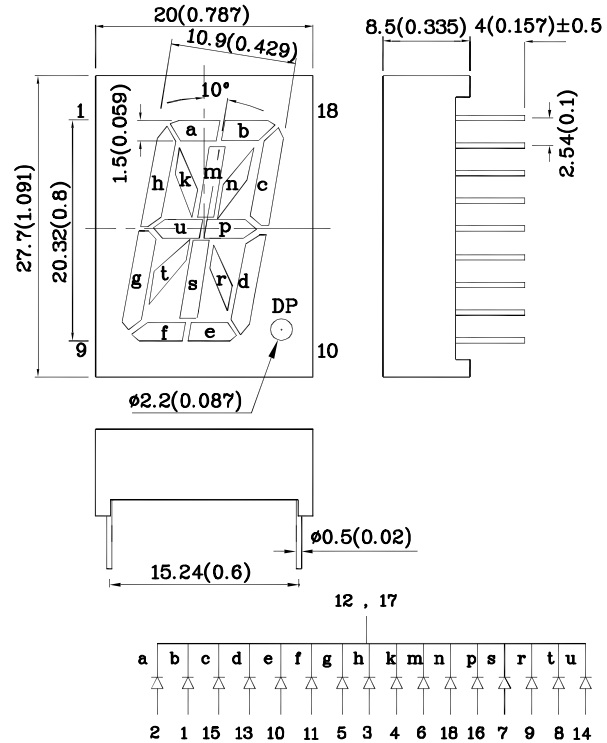 20(0.787)
8.5(0.335) 4(0.157)±0.5
10.9(0.429)
10°
1 18
a b
1.5(0.059)
2.54(0.1)
h k m n c
27.7(1.091)
20.32(0.8)
u p
g t s r d
f e
DP
9 10
ø2.2(0.087)
ø0.5(0.02)
15.24(0.6)
12 , 17
a b c d e f g h k m n p s r t u
2 1 15 13 10 11 5 3 4 6 18 16 7 9 8 14